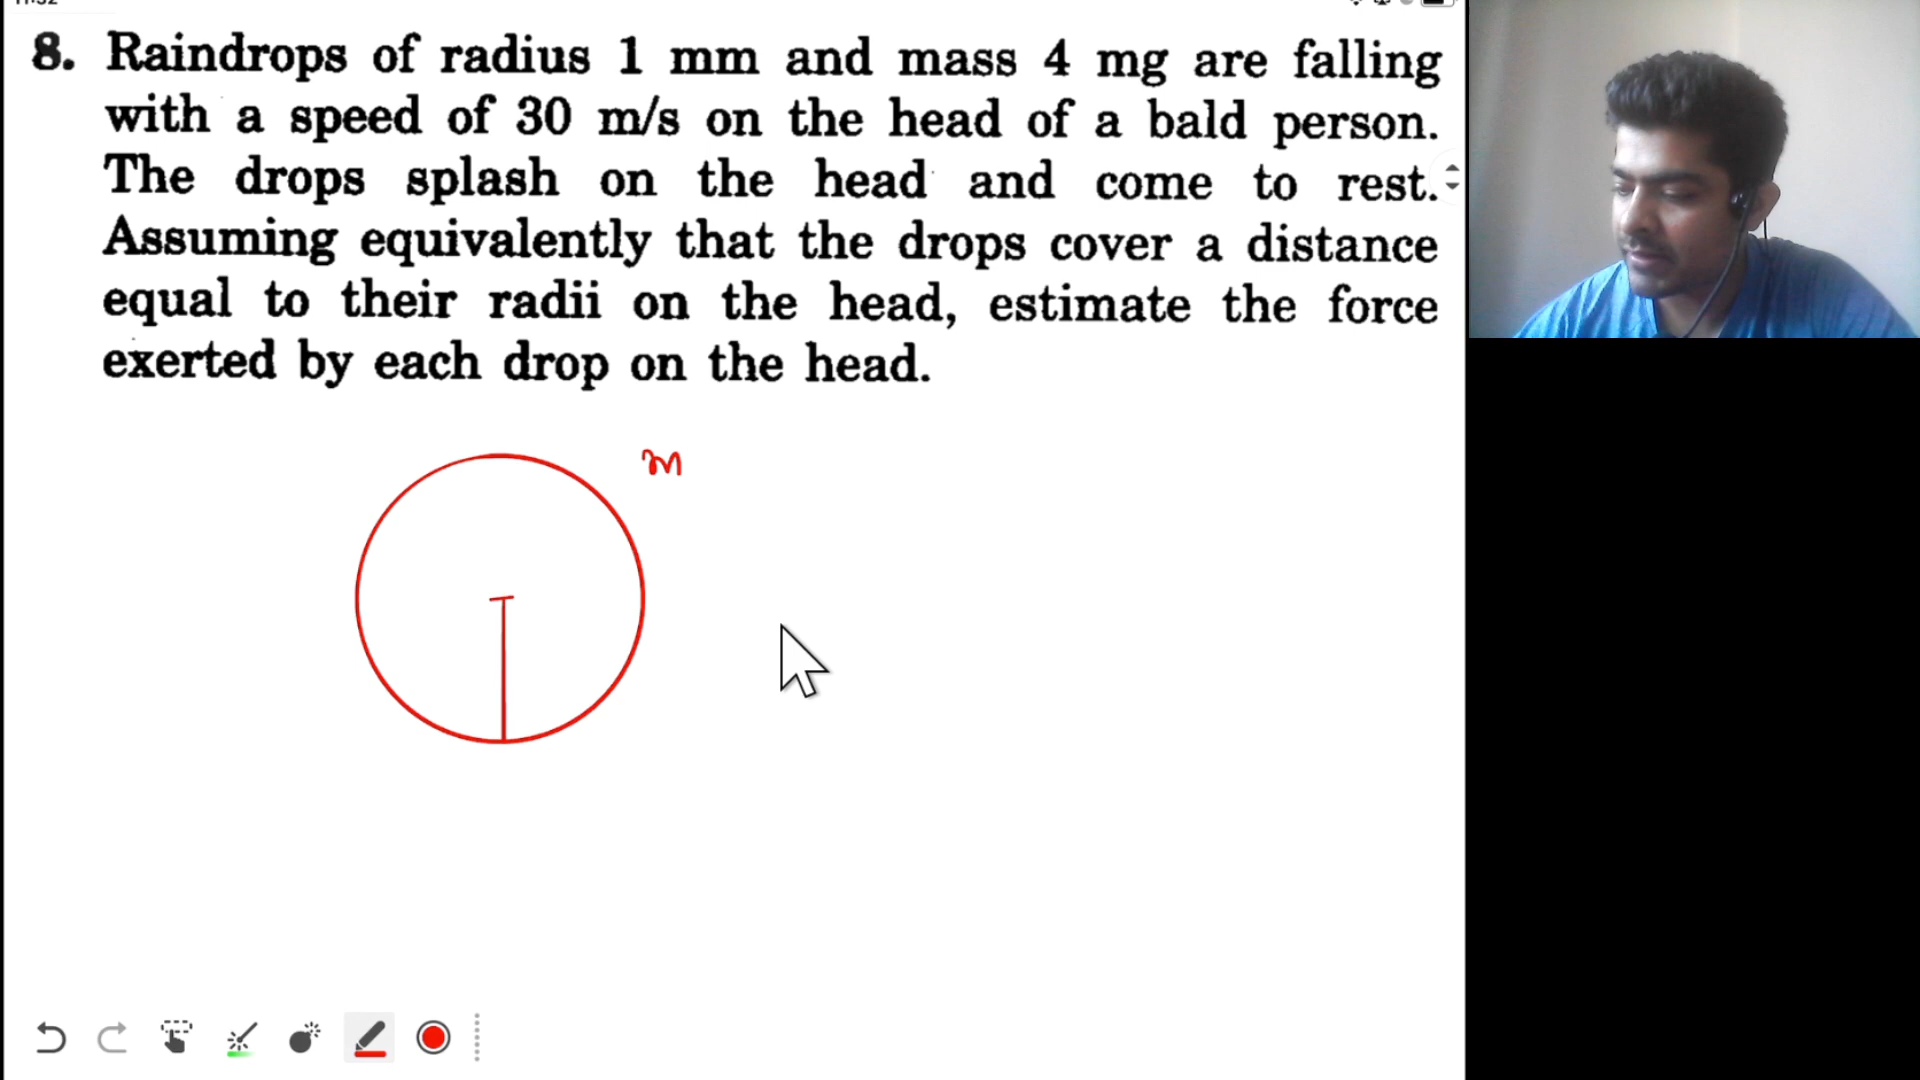 8. Raindrops of radius 1 mm and mass 4 mg are falling
with a speed of 30 m/s on the head of a bald person.
The drops splash on the head and come to rest.
Assuming equivalently that the drops cover a distance
equal to their radii on the head, estimate the force
exerted by each drop on the head.
m